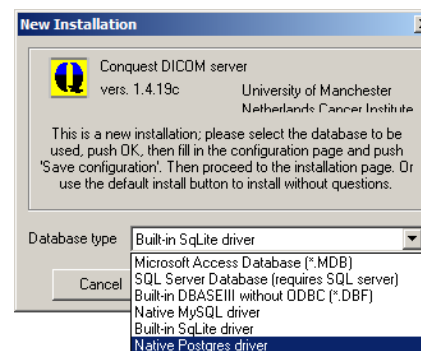 New Installation
Conquest DICOM server
vers. 1.4.19c
University of Manchester
Netherlands Cancer Institute
This is a new installation; please select the database to be
used, push OK, then fill in the configuration page and push
'Save configuration'. Then proceed to the installation page. Or
use the default install button to install without questions.
Database type
Built-in SqLite driver
Microsoft Access Database (*.MDB)
SQL Server Database (requires SQL server)
Cancel
Built-in DBASEIII without ODBC (*.DBF)
Native MySQL driver
Built-in SqLite driver
Native Postgres driver